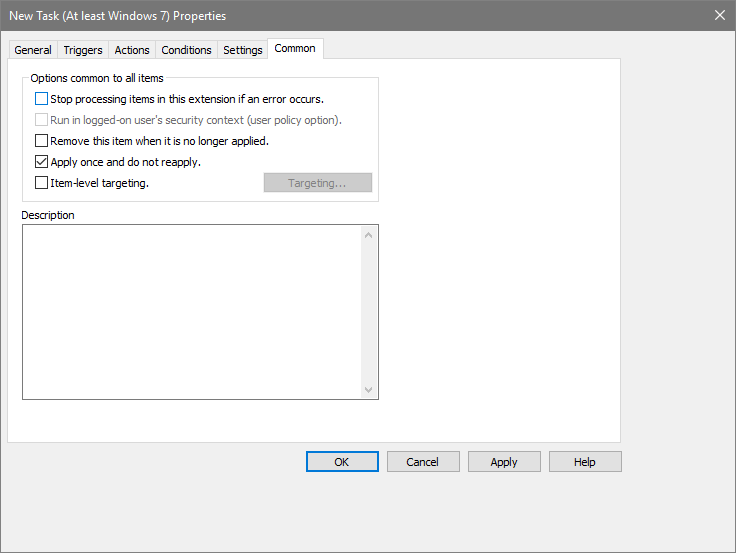 New Task (At least Windows 7) Properties
General Triggers Actions Conditions Settings Common
Options common to all items
Stop processing items in this extension if an error occurs.
Run in logged-on user's security context (user policy option).
Remove this item when it is no longer applied.
Apply once and do not reapply.
Item-level targeting. Targeting...
Description
OK Cancel Apply Help